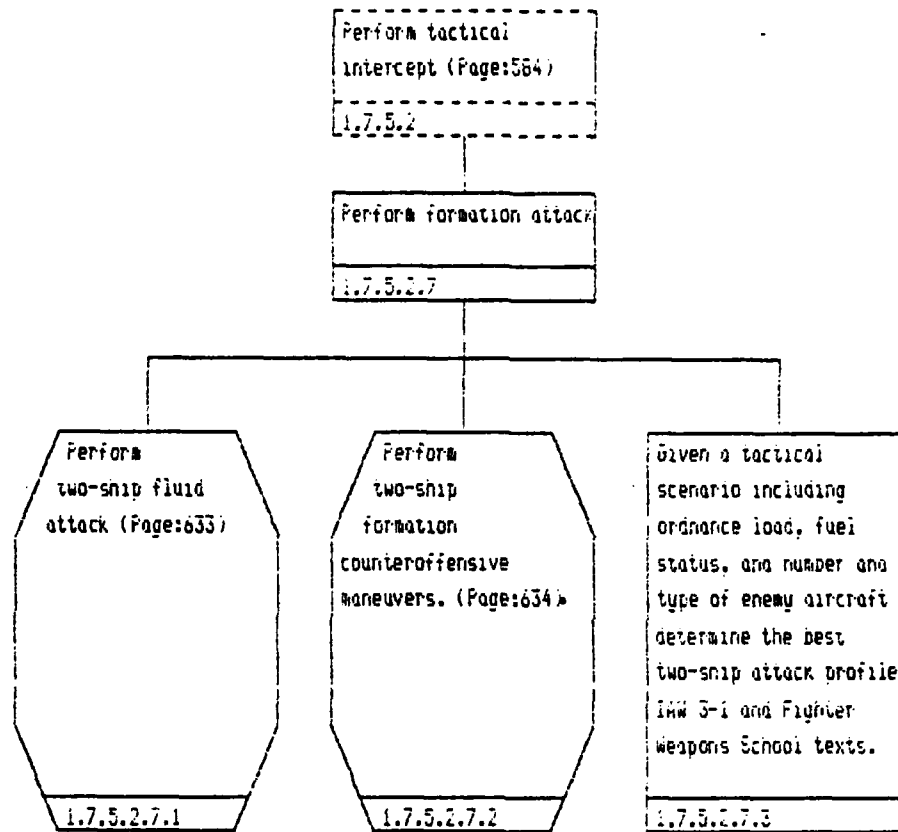 Perform tactical
intercept (Page:584)
1.7.5.2
Perform formation attack
1.7.5.2.7
Perform
two-ship fluid
attack (Page:633)
1.7.5.2.7.1
Perform
two-ship
formation
counteroffensive
maneuvers. (Page:634)
1.7.5.2.7.2
Given a tactical
scenario including
ordnance load, fuel
status, and number and
type of enemy aircraft
determine the best
two-ship attack profile
IAW 3-1 and Fighter
Weapons School texts.
1.7.5.2.7.3